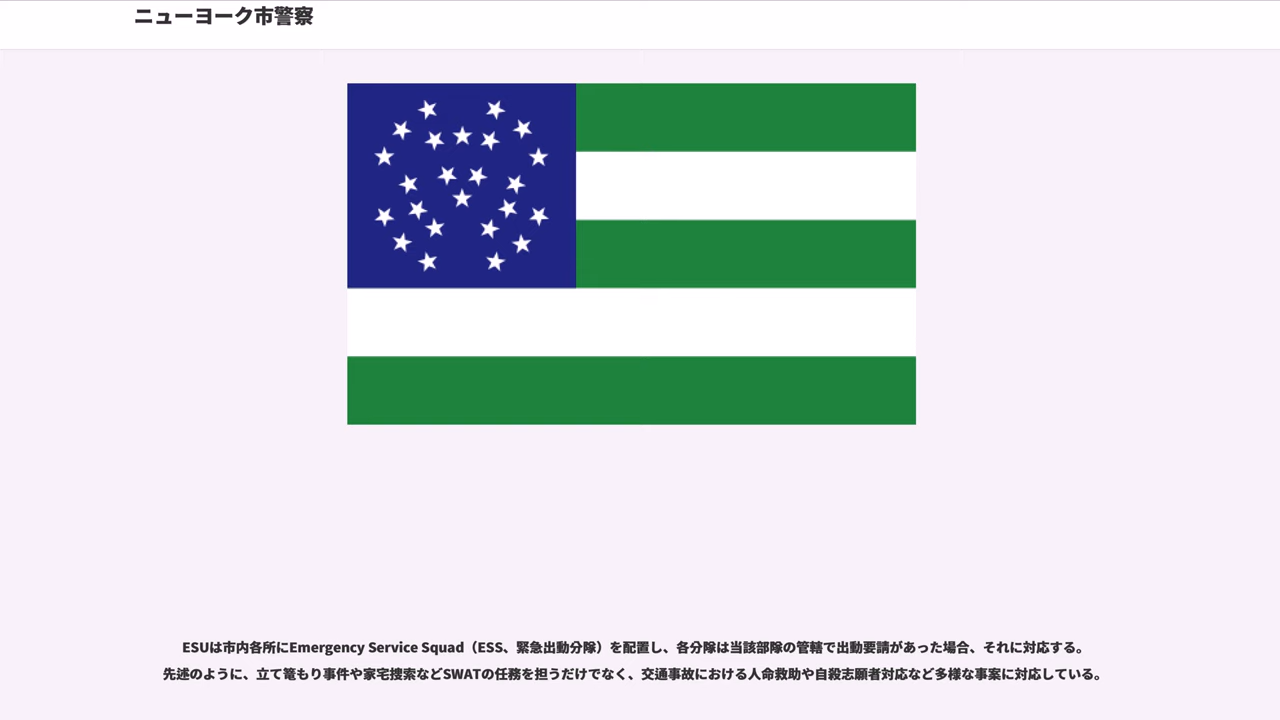 ニューヨーク市警察
ESUは市内各所にEmergency Service Squad（ESS、緊急出動分隊）を配置し、各分隊は当該部隊の管轄で出動要請があった場合、それに対応する。
先述のように、立て篭もり事件や家宅捜索などSWATの任務を担うだけでなく、交通事故における人命救助や自殺志願者対応など多様な事案に対応している。